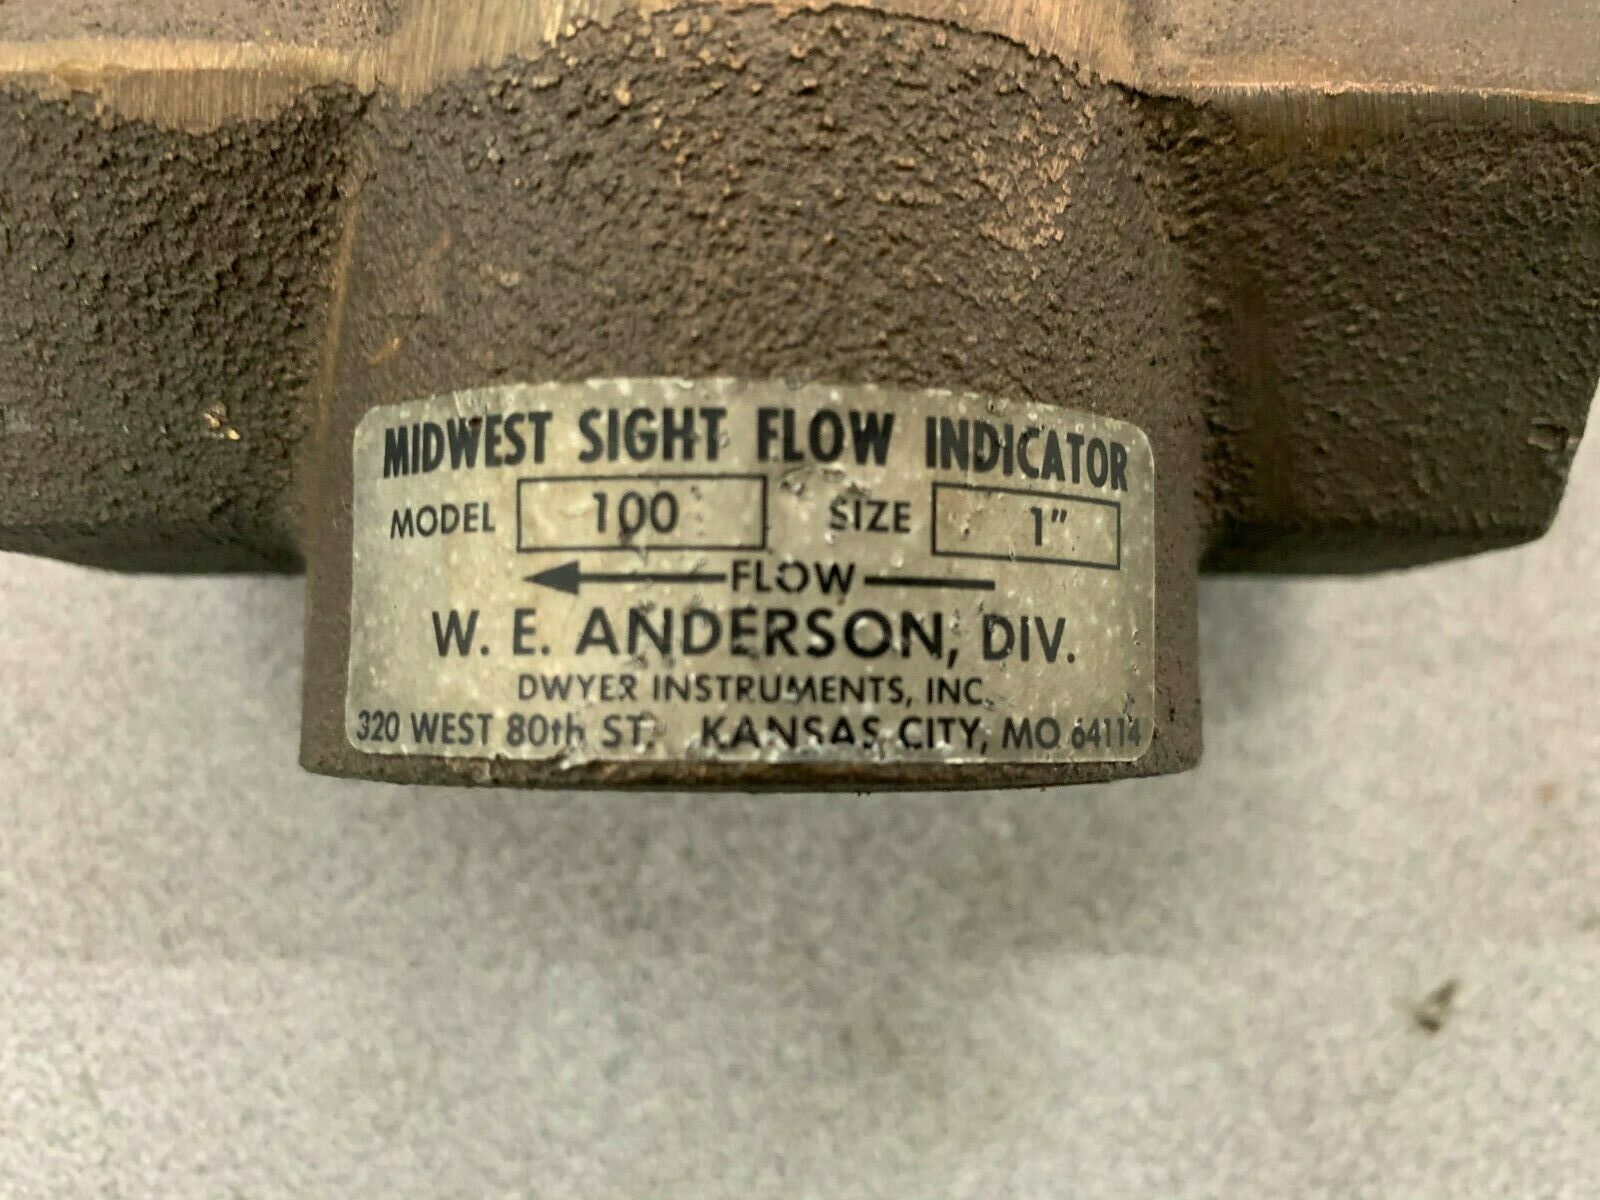 MIDWEST SIGHT FLOW INDICATOR
MODEL 100 SIZE 1"
FLOW
W. E. ANDERSON, DIV.
DWYER INSTRUMENTS, INC.
320 WEST 80th ST. KANSAS CITY, MO 64114